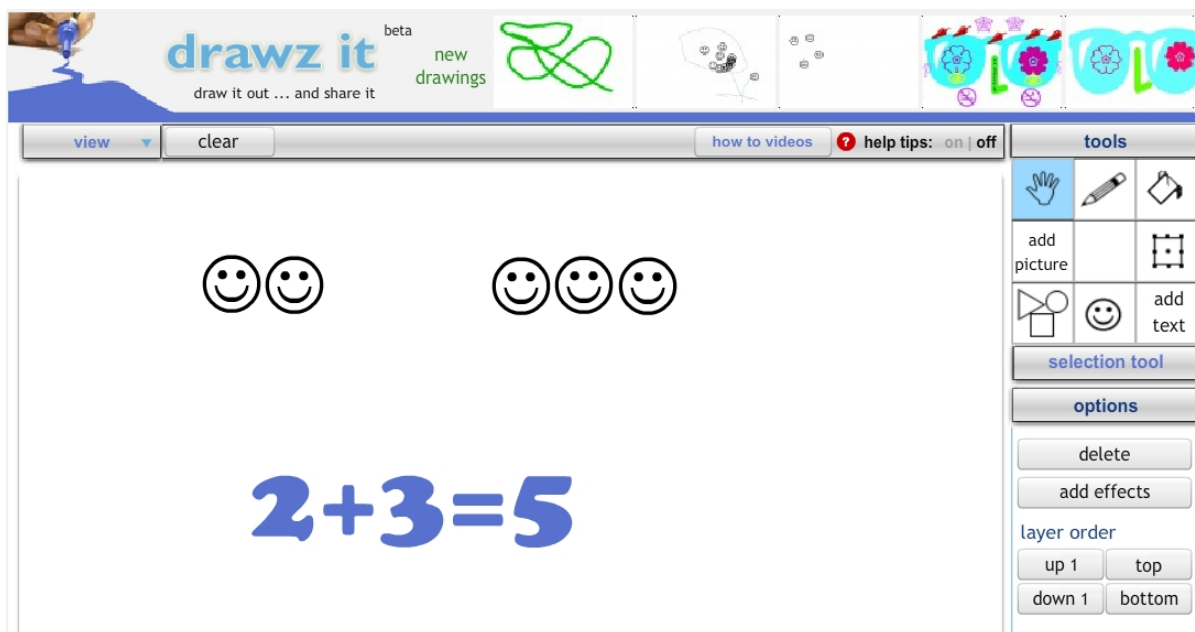 drawz it beta
draw it out ... and share it
new
drawings
view
clear
how to videos
? help tips: on | off
tools
add
picture
add
text
selection tool
options
delete
add effects
layer order
up 1
top
down 1
bottom
2+3=5